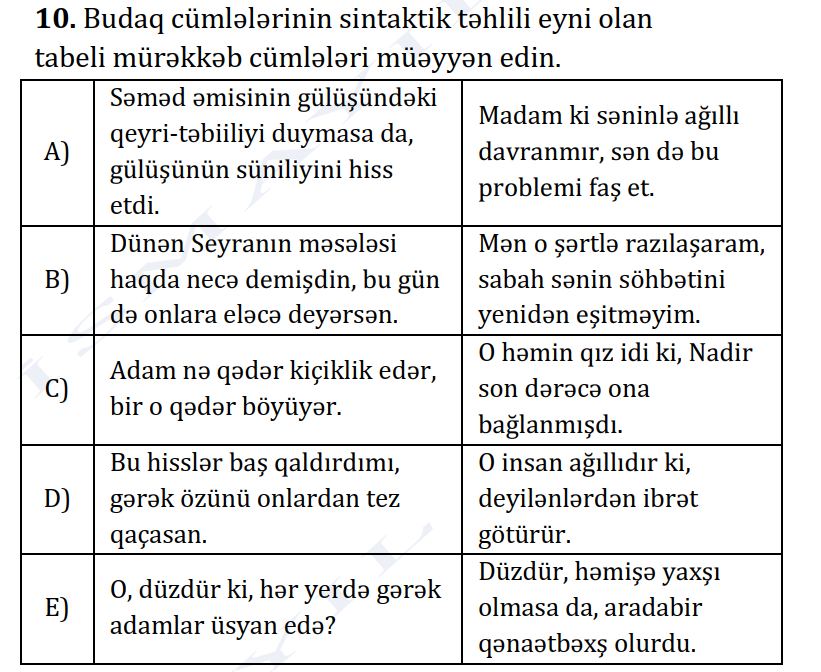 10. Budaq cümlələrinin sintaktik təhlili eyni olan
tabeli mürəkkəb cümlələri müəyyən edin.
A)
Səməd əmisinin gülüşündəki
qeyri-təbiiliyi duymasa da,
gülüşünün süniliyini hiss
etdi.
Madam ki səninlə ağıllı
davranmır, sən də bu
problemi faş et.
B)
Dünən Seyranın məsələsi
haqda necə demişdin, bu gün
də onlara eləcə deyərsən.
Mən o şərtlə razılaşaram,
sabah sənin söhbətini
yenidən eşitməyim.
C)
Adam nə qədər kiçiklik edər,
bir o qədər böyüyər.
O həmin qız idi ki, Nadir
son dərəcə ona
bağlanmışdı.
D)
Bu hisslər baş qaldırdımı,
gərək özünü onlardan tez
qaçasan.
O insan ağıllıdır ki,
deyilənlərdən ibrət
götürür.
E)
O, düzdür ki, hər yerdə gərək
adamlar üsyan edə?
Düzdür, həmişə yaxşı
olmasa da, aradabir
qənaətbəxş olurdu.